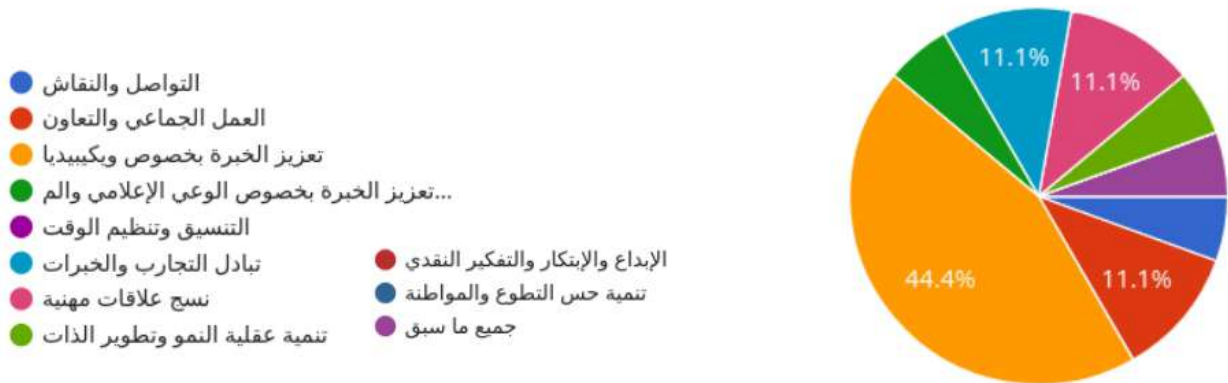 التواصل والنقاش
العمل الجماعي والتعاون
تعزيز الخبرة بخصوص ويكيبيديا
تعزيز الخبرة بخصوص الوعي الإعلامي والم...
التنسيق وتنظيم الوقت
تبادل التجارب والخبرات
نسج علاقات مهنية
تنمية عقلية النمو وتطوير الذات
الإبداع والإبتكار والتفكير النقدي
تنمية حس التطوع والمواطنة
جميع ما سبق
11.1%
11.1%
44.4%
11.1%